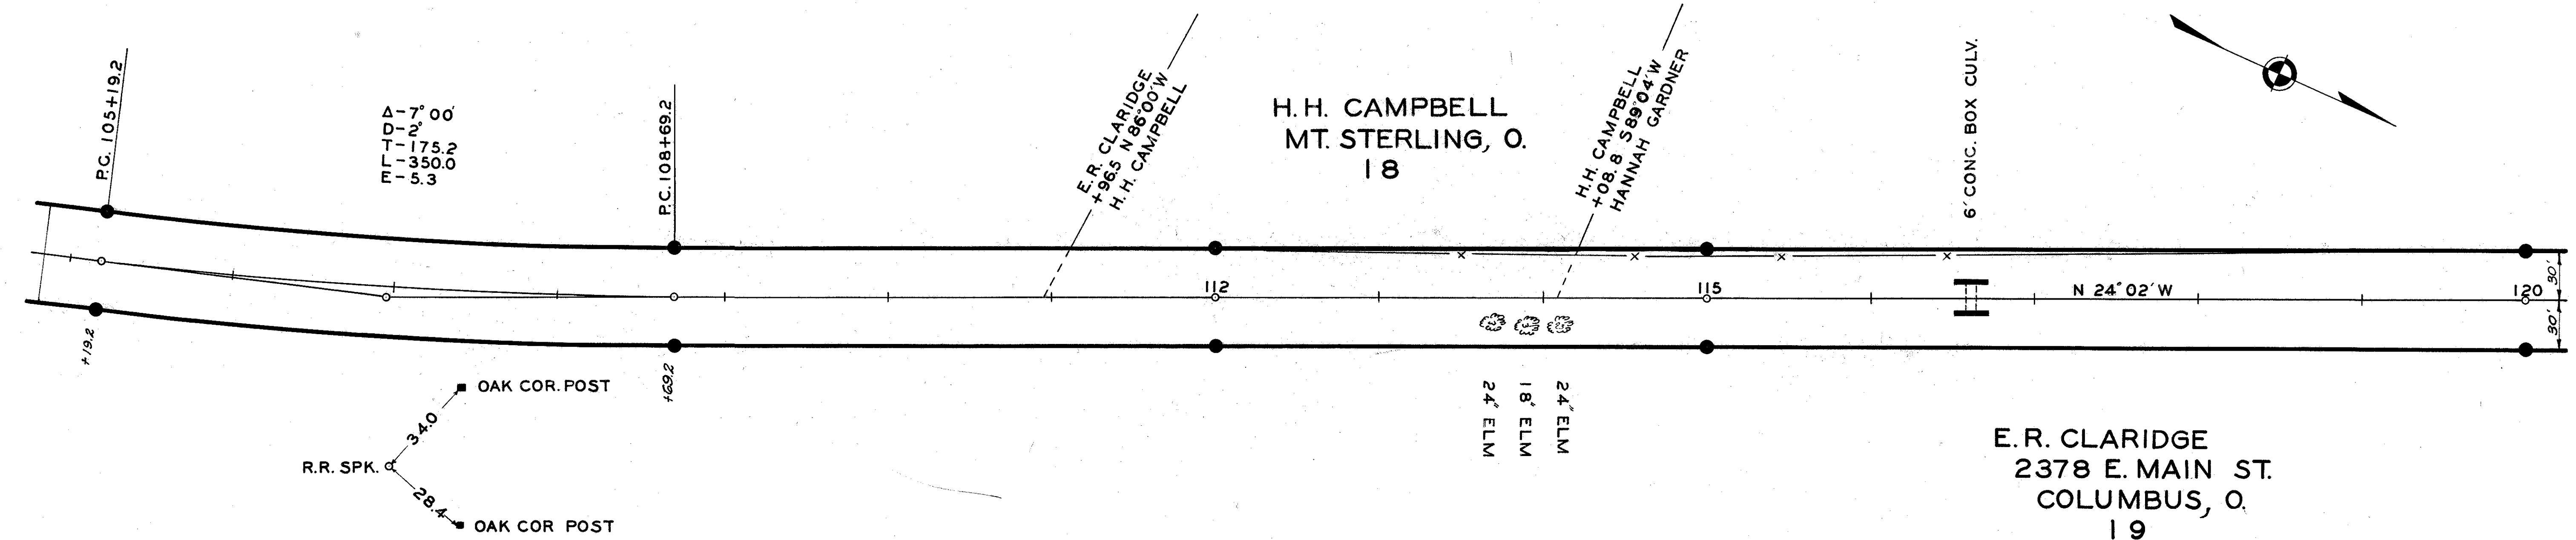 P.C. 105+19.2
Δ-7°00'
D-2°
T-175.2
L-350.0
E-5.3
P.C. 108+69.2
E.R. CLARIDGE
+96.5 N 86°00'W
H.H. CAMPBELL
H.H. CAMPBELL
MT. STERLING, O.
18
H.H. CAMPBELL
+08.8 S 89°04'W
HANNAH GARDNER
6' CONC. BOX CULV.
112
115
N 24°02'W
120
30'
30'
+19.2
+69.2
OAK COR. POST
34.0
R.R. SPK.
28.4
OAK COR POST
24" ELM
18" ELM
24" ELM
E.R. CLARIDGE
2378 E. MAIN ST.
COLUMBUS, O.
19